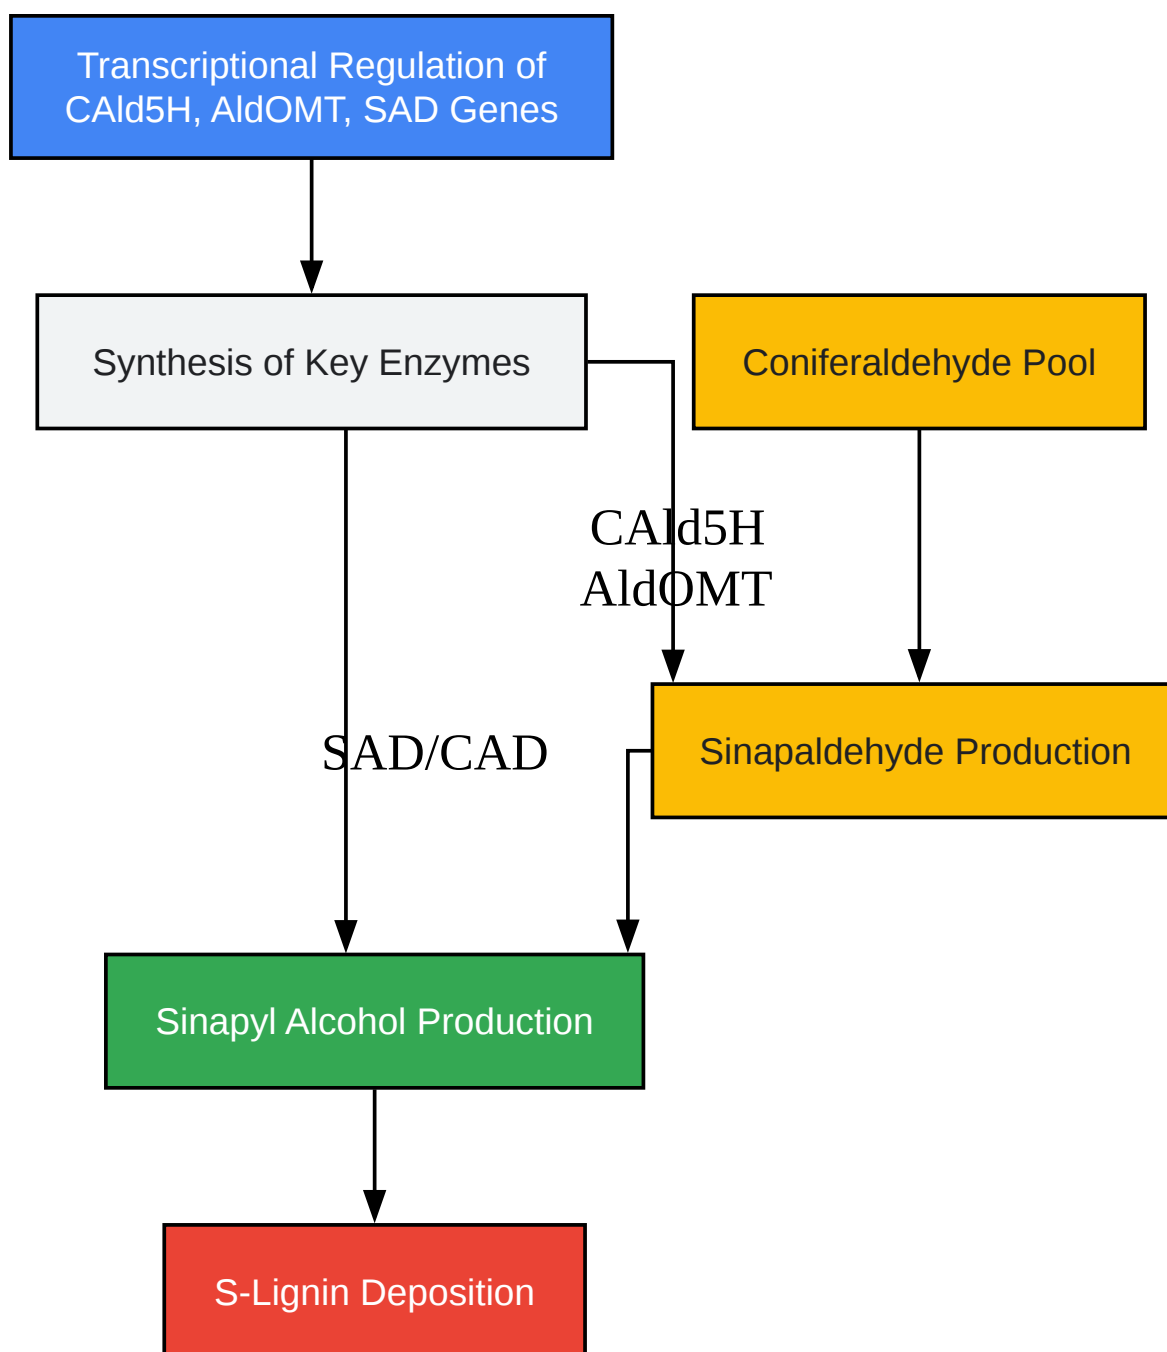 Transcriptional Regulation of
CAld5H, AldOMT, SAD Genes
Synthesis of Key Enzymes
Coniferaldehyde Pool
CAld5H
AldOMT
SAD/CAD
Sinapaldehyde Production
Sinapyl Alcohol Production
S-Lignin Deposition